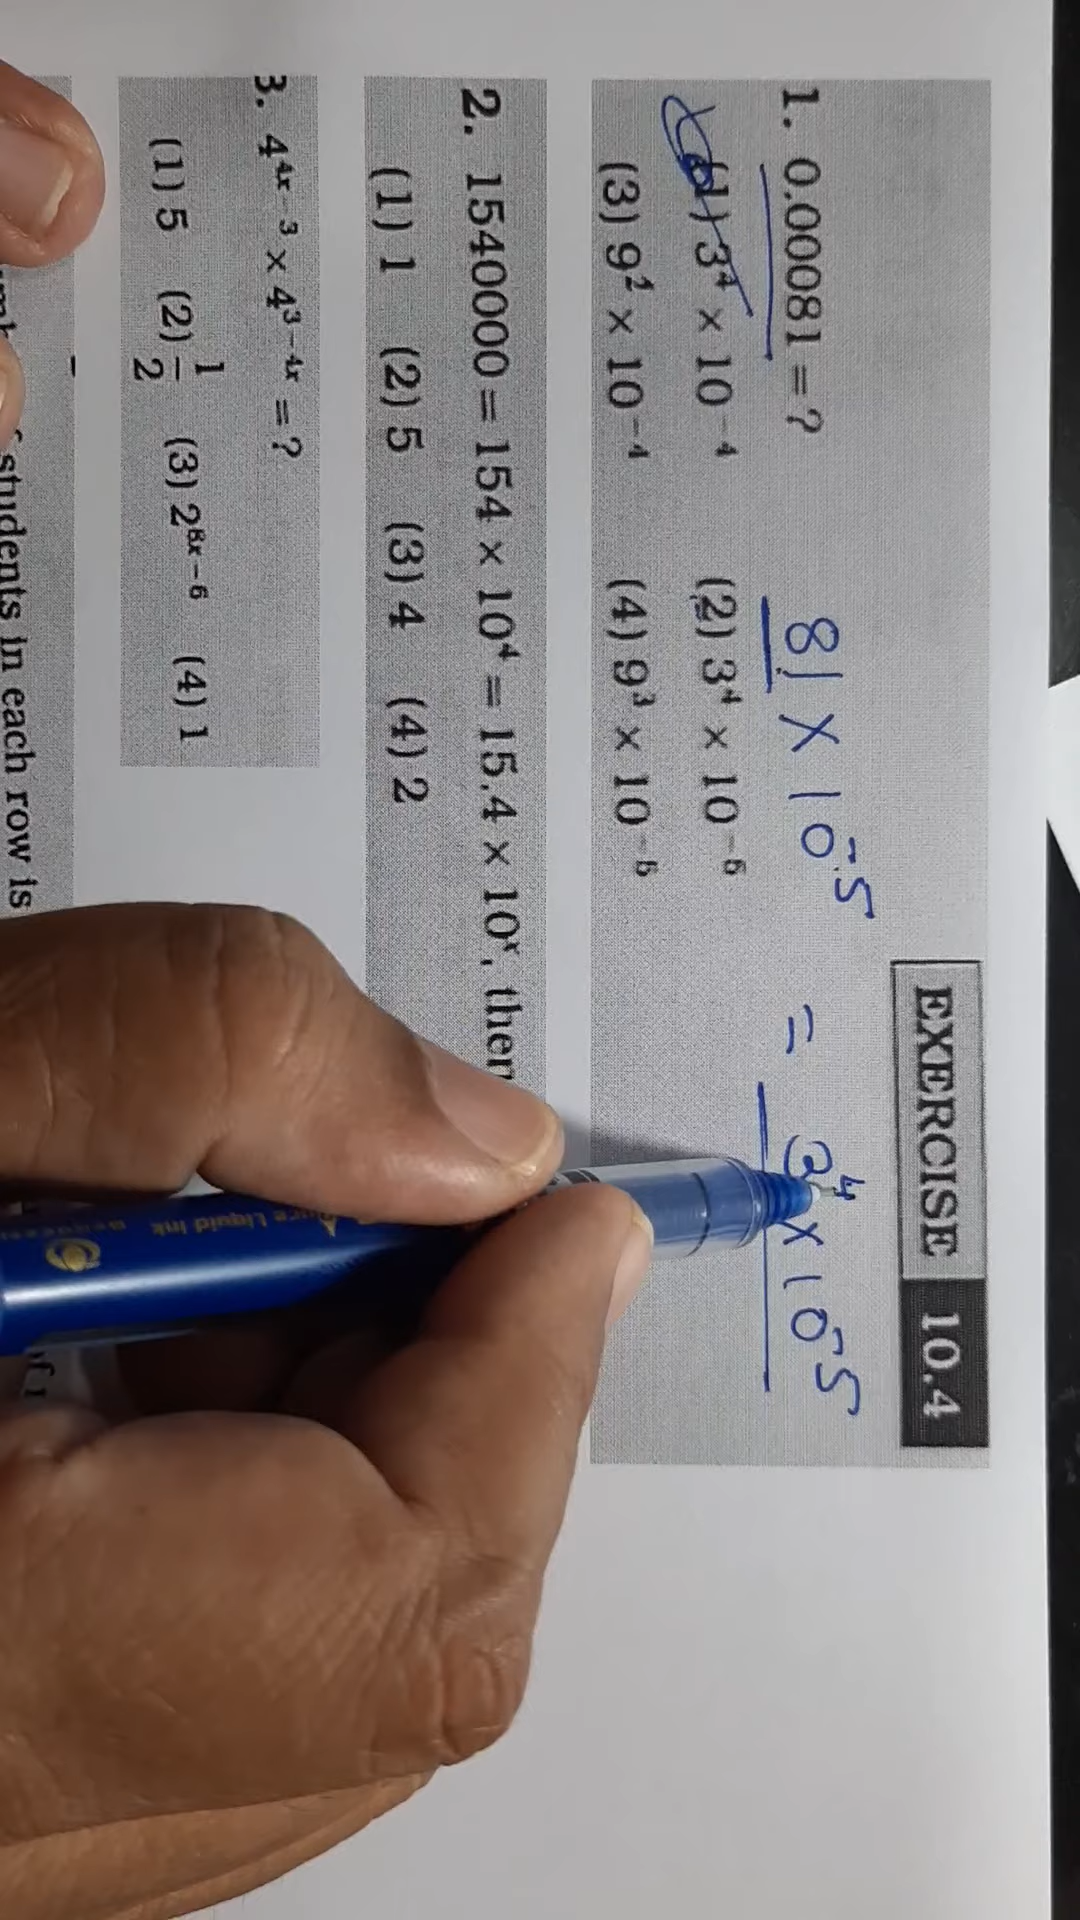 EXERCISE 10.4
81 × 10⁻⁵ = 3⁴ × 10⁻⁵
1. 0.00081 = ?
(1) 3⁴ × 10⁻⁴ (2) 3⁴ × 10⁻⁵
(3) 9² × 10⁻⁴ (4) 9³ × 10⁻⁵
2. 1540000 = 154 × 10⁴ = 15.4 × 10ˣ, then
(1) 1 (2) 5 (3) 4 (4) 2
3. 4⁴ˣ⁻³ × 4³⁻⁴ˣ = ?
(1) 5 (2) 1/2 (3) 2⁸ˣ⁻⁶ (4) 1
students in each row is